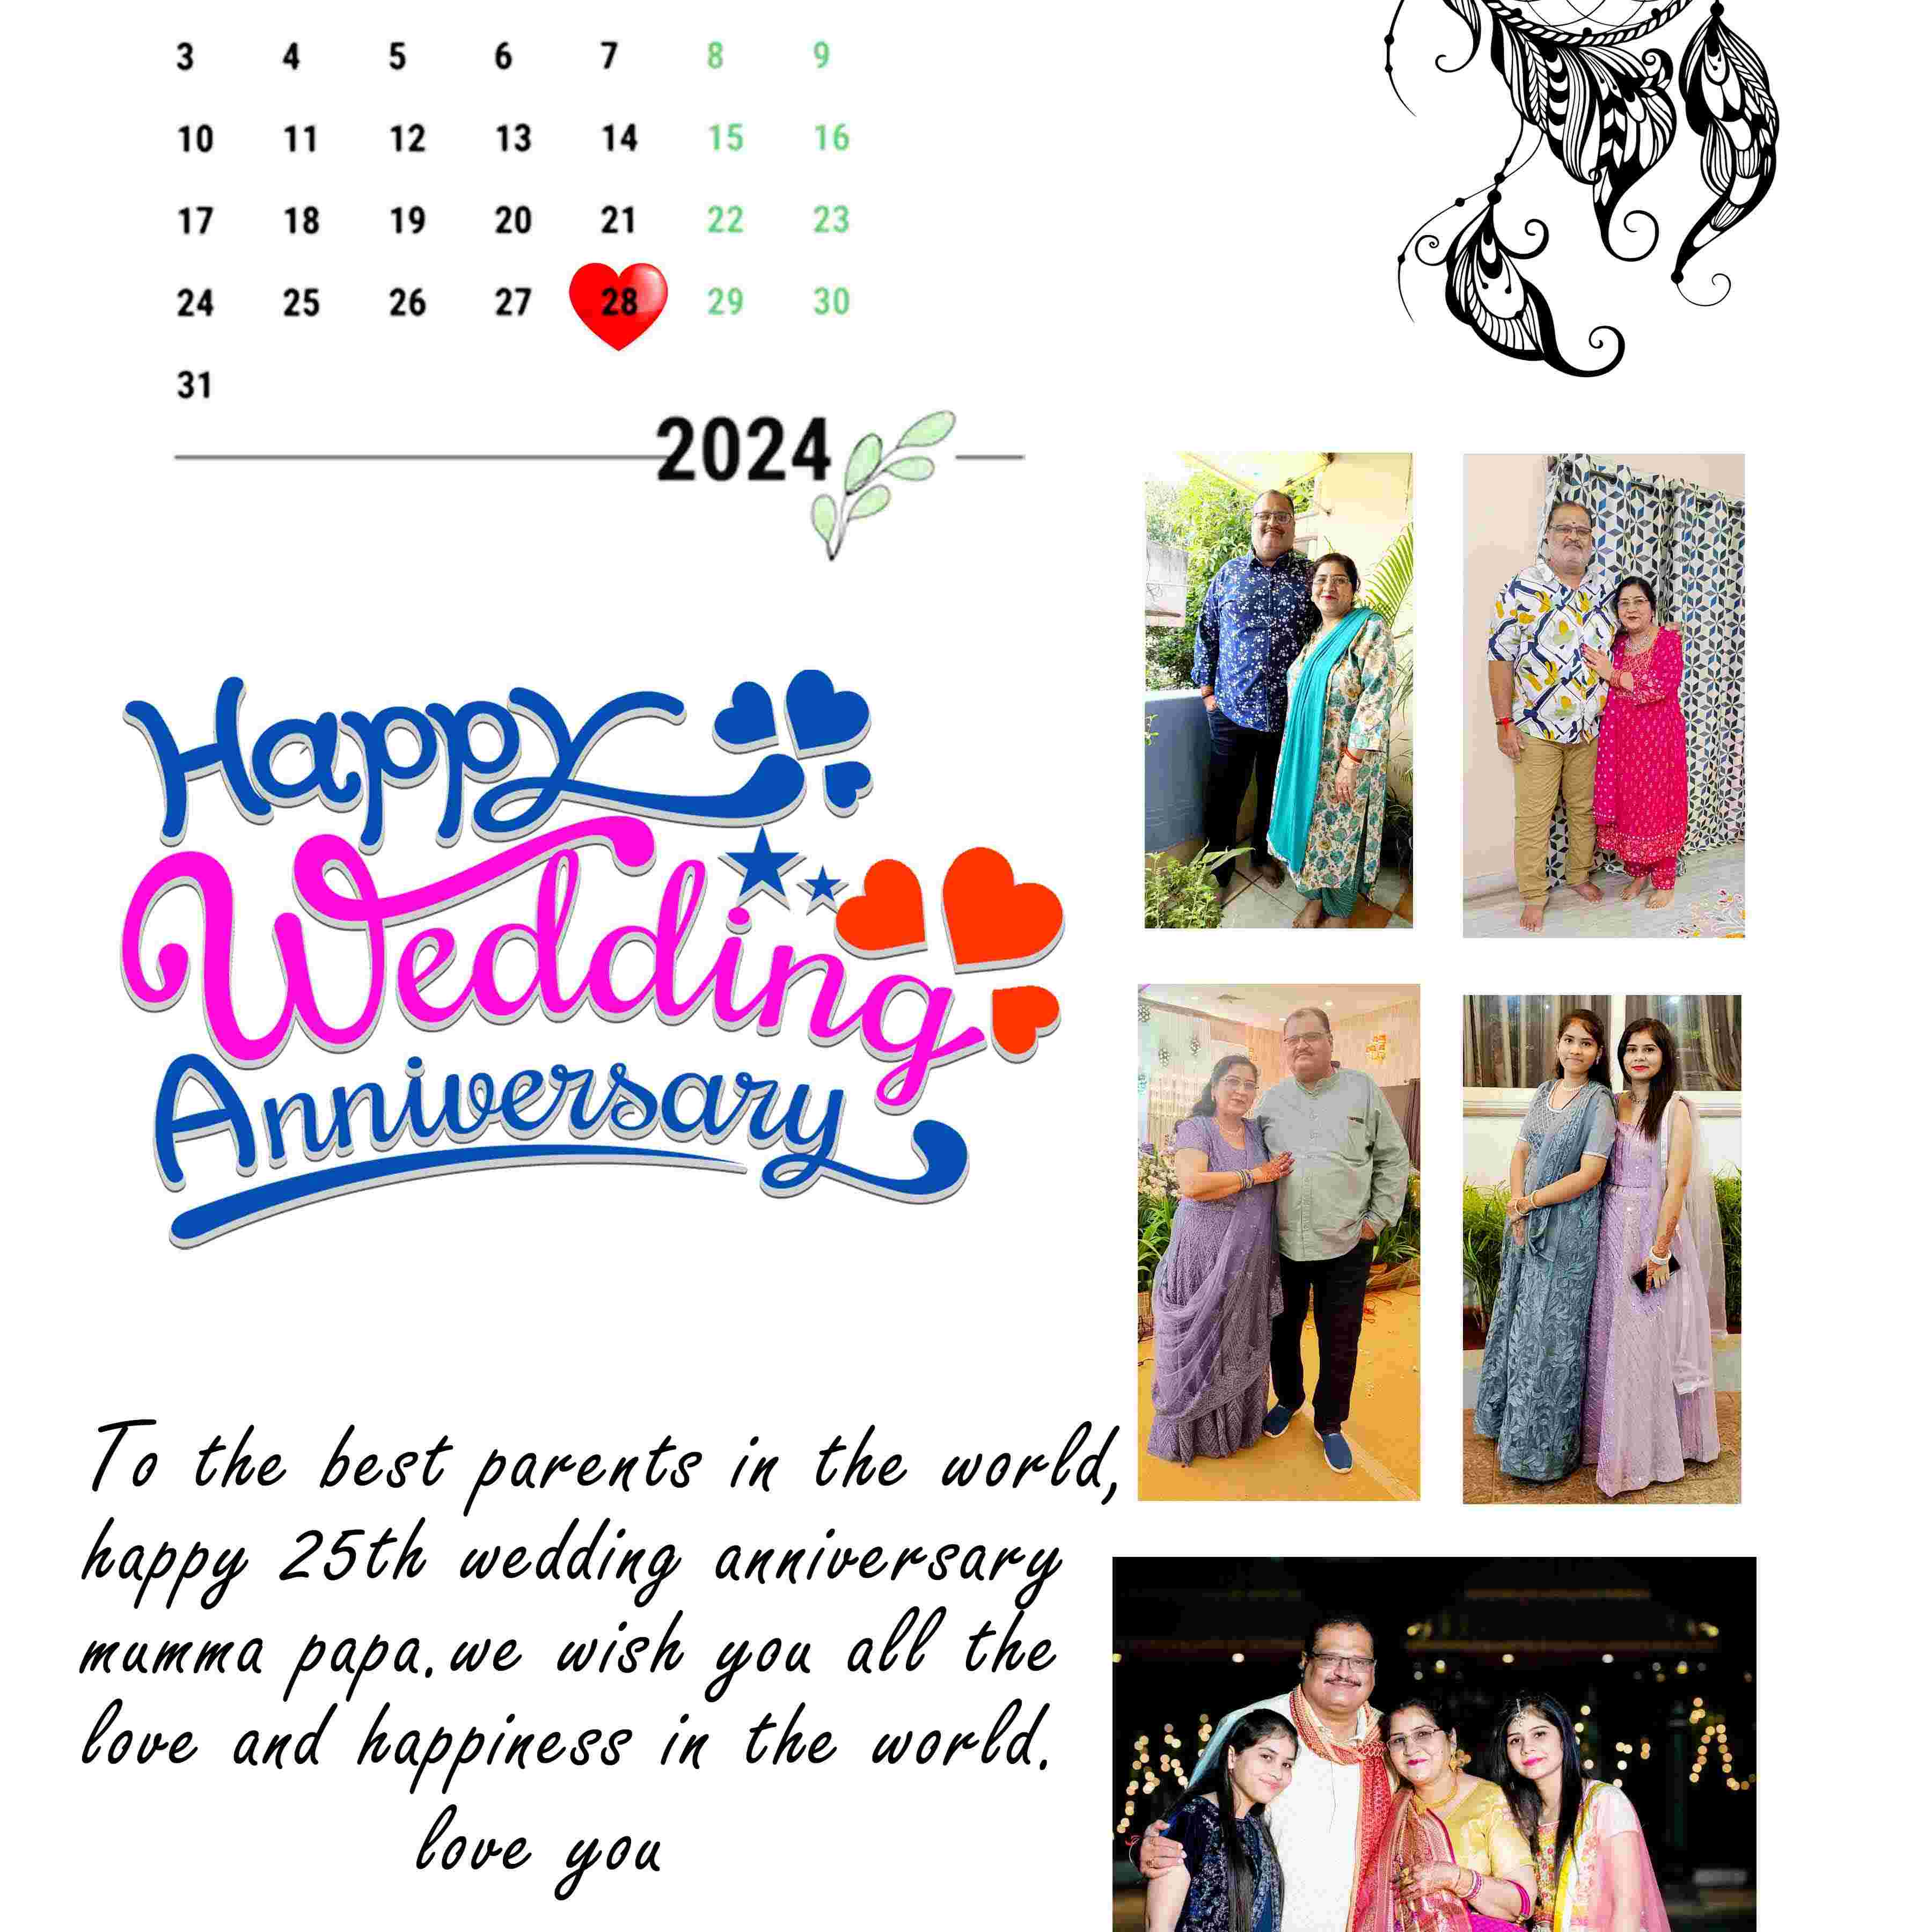 3 4 5 6 7 8 9
10 11 12 13 14 15 16
17 18 19 20 21 22 23
24 25 26 27 28 29 30
31
2024
Happy
Wedding
Anniversary
To the best parents in the world,
happy 25th wedding anniversary
mumma papa.we wish you all the
love and happiness in the world.
love you